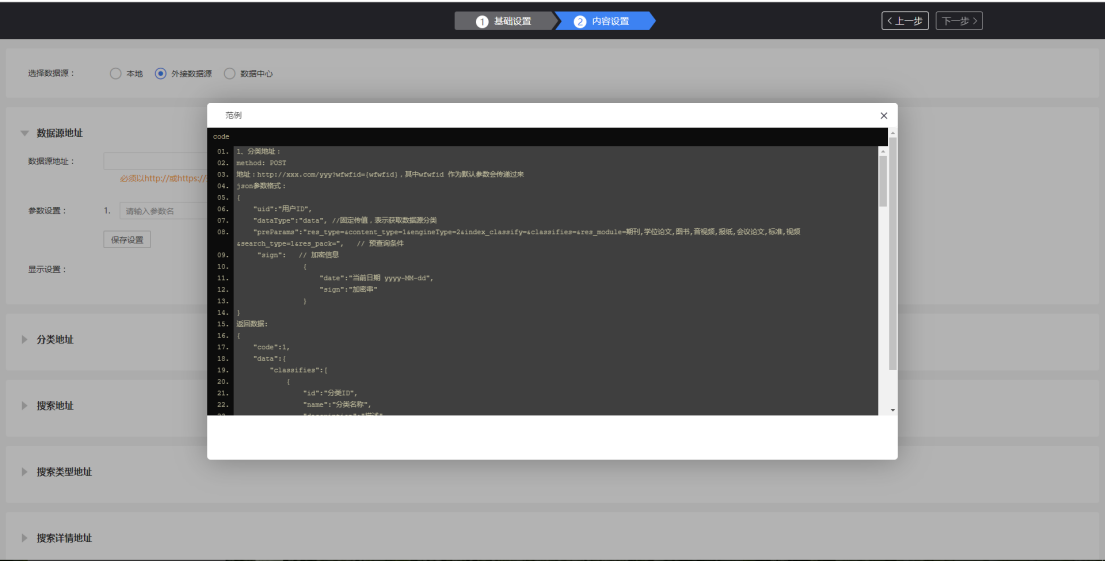 1 基础设置
2 内容设置
< 上一步
下一步 >
选择数据源：
本地
外接数据源
数据中心
数据源地址
数据源地址：
必须以http://或https://
参数设置：
1.
请输入参数名
保存设置
显示设置：
分类地址
搜索地址
搜索类型地址
搜索详情地址
范例
×
code
01. 1. 分类地址：
02. method: POST
03. 地址：http://xxx.com/yyy?wfwfid={wfwfid}，其中wfwfid 作为默认参数会传递过来
04. json参数格式：
05. {
06. "uid":"用户ID",
07. "dataType":"data", //固定传值，表示获取数据源分类
08. "preParams":"res_type=&content_type=1&engineType=2&index_classify=&classifies=&res_module=期刊,学位论文,图书,音视频,报纸,会议论文,标准,视频
&search_type=1&res_pack=", // 预查询条件
09. "sign": // 加密信息
10. {
11. "date":"当前日期 yyyy-MM-dd",
12. "sign":"加密串"
13. }
14. }
15. 返回数据:
16. {
17. "code":1,
18. "data":{
19. "classifies":[
20. {
21. "id":"分类ID",
22. "name":"分类名称",